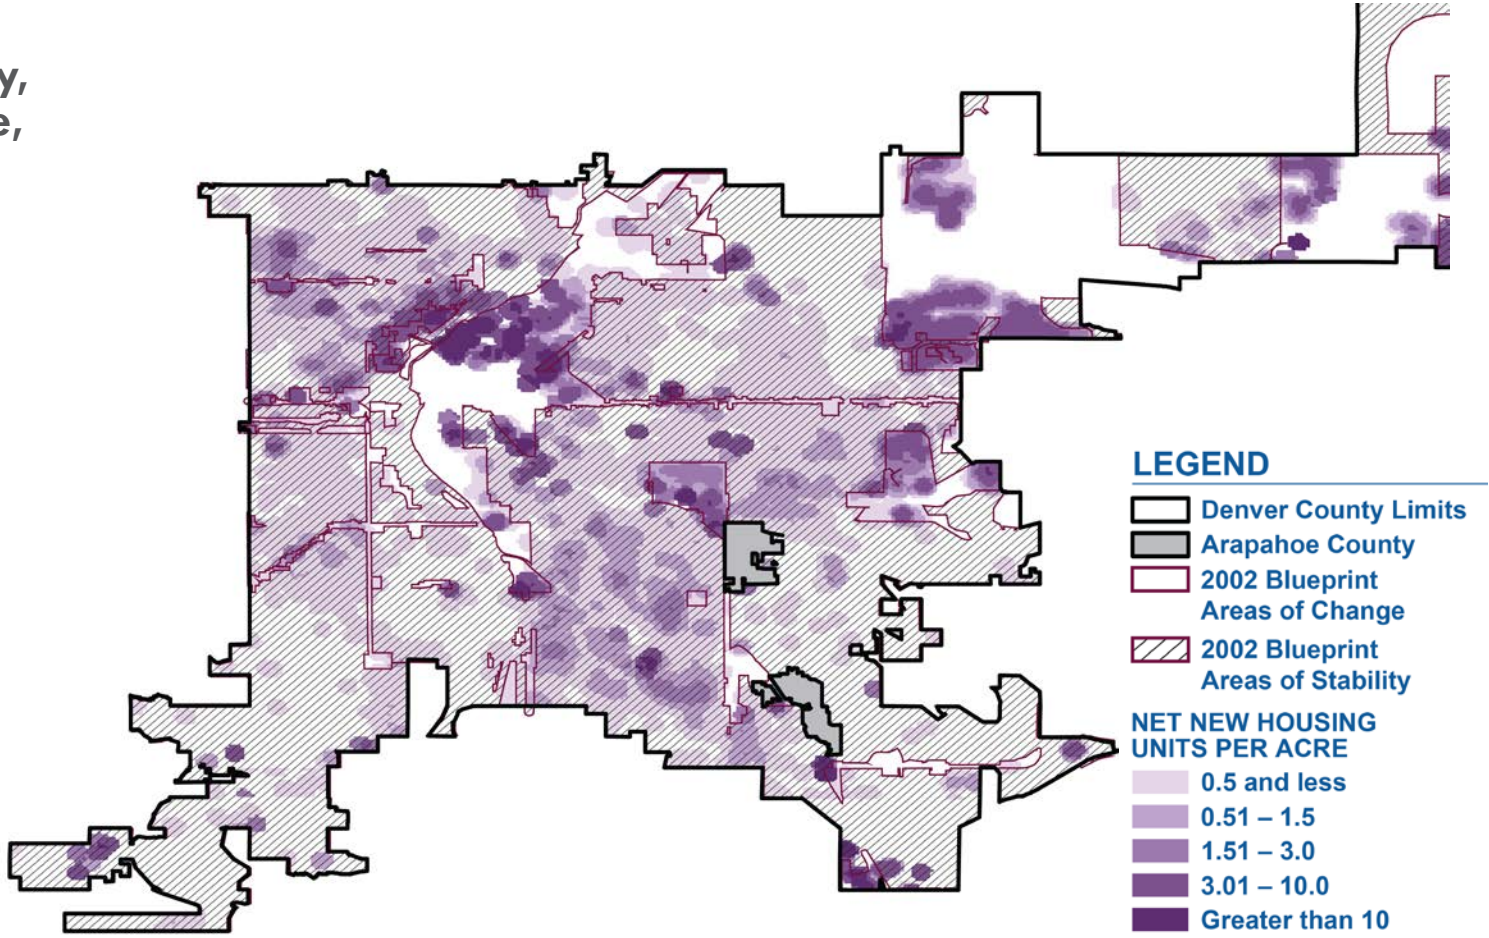 y,
e,
LEGEND
Denver County Limits
Arapahoe County
2002 Blueprint
Areas of Change
2002 Blueprint
Areas of Stability
NET NEW HOUSING
UNITS PER ACRE
0.5 and less
0.51 – 1.5
1.51 – 3.0
3.01 – 10.0
Greater than 10